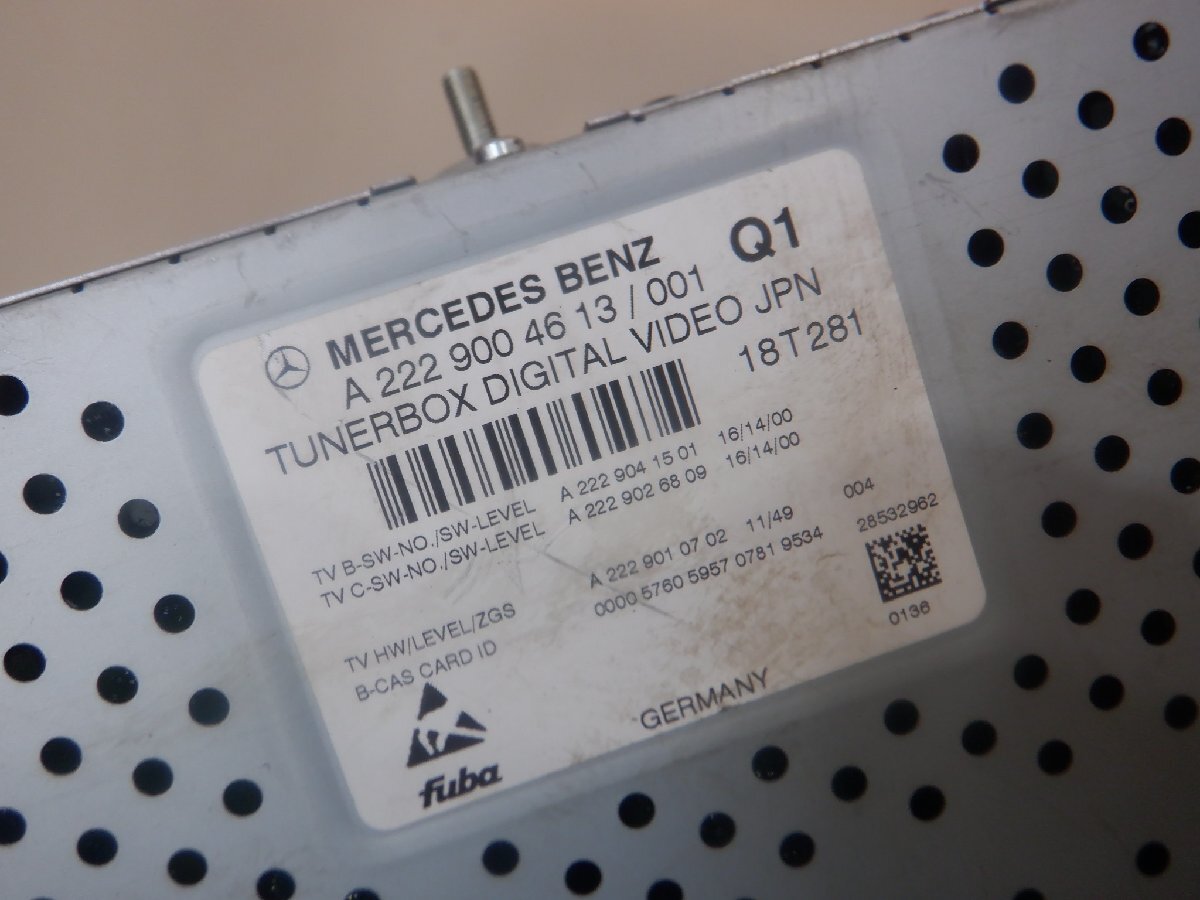 MERCEDES BENZ Q1
A 222 900 46 13 / 001
TUNERBOX DIGITAL VIDEO JPN
18T281
TV B-SW-NO./SW-LEVEL A 222 904 15 01 16/14/00
TV C-SW-NO./SW-LEVEL A 222 902 68 09 16/14/00
004
TV HW/LEVEL/ZGS A 222 901 07 02 11/49 28532962
B-CAS CARD ID 0000 5760 5957 0781 9534
0136
GERMANY
fuba